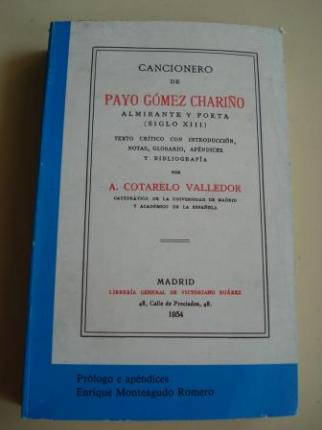 CANCIONERO
DE
PAYO GÓMEZ CHARIÑO
ALMIRANTE Y POETA
(SIGLO XIII)
TEXTO CRÍTICO CON INTRODUCCIÓN,
NOTAS, GLOSARIO, APÉNDICES
Y BIBLIOGRAFÍA
POR
A. COTARELO VALLEDOR
CATEDRÁTICO DE LA UNIVERSIDAD DE MADRID
Y ACADÉMICO DE LA ESPAÑOLA
MADRID
LIBRERÍA GENERAL DE VICTORIANO SUÁREZ
48, Calle de Preciados, 48.
1934
Prólogo e apéndices
Enrique Monteagudo Romero